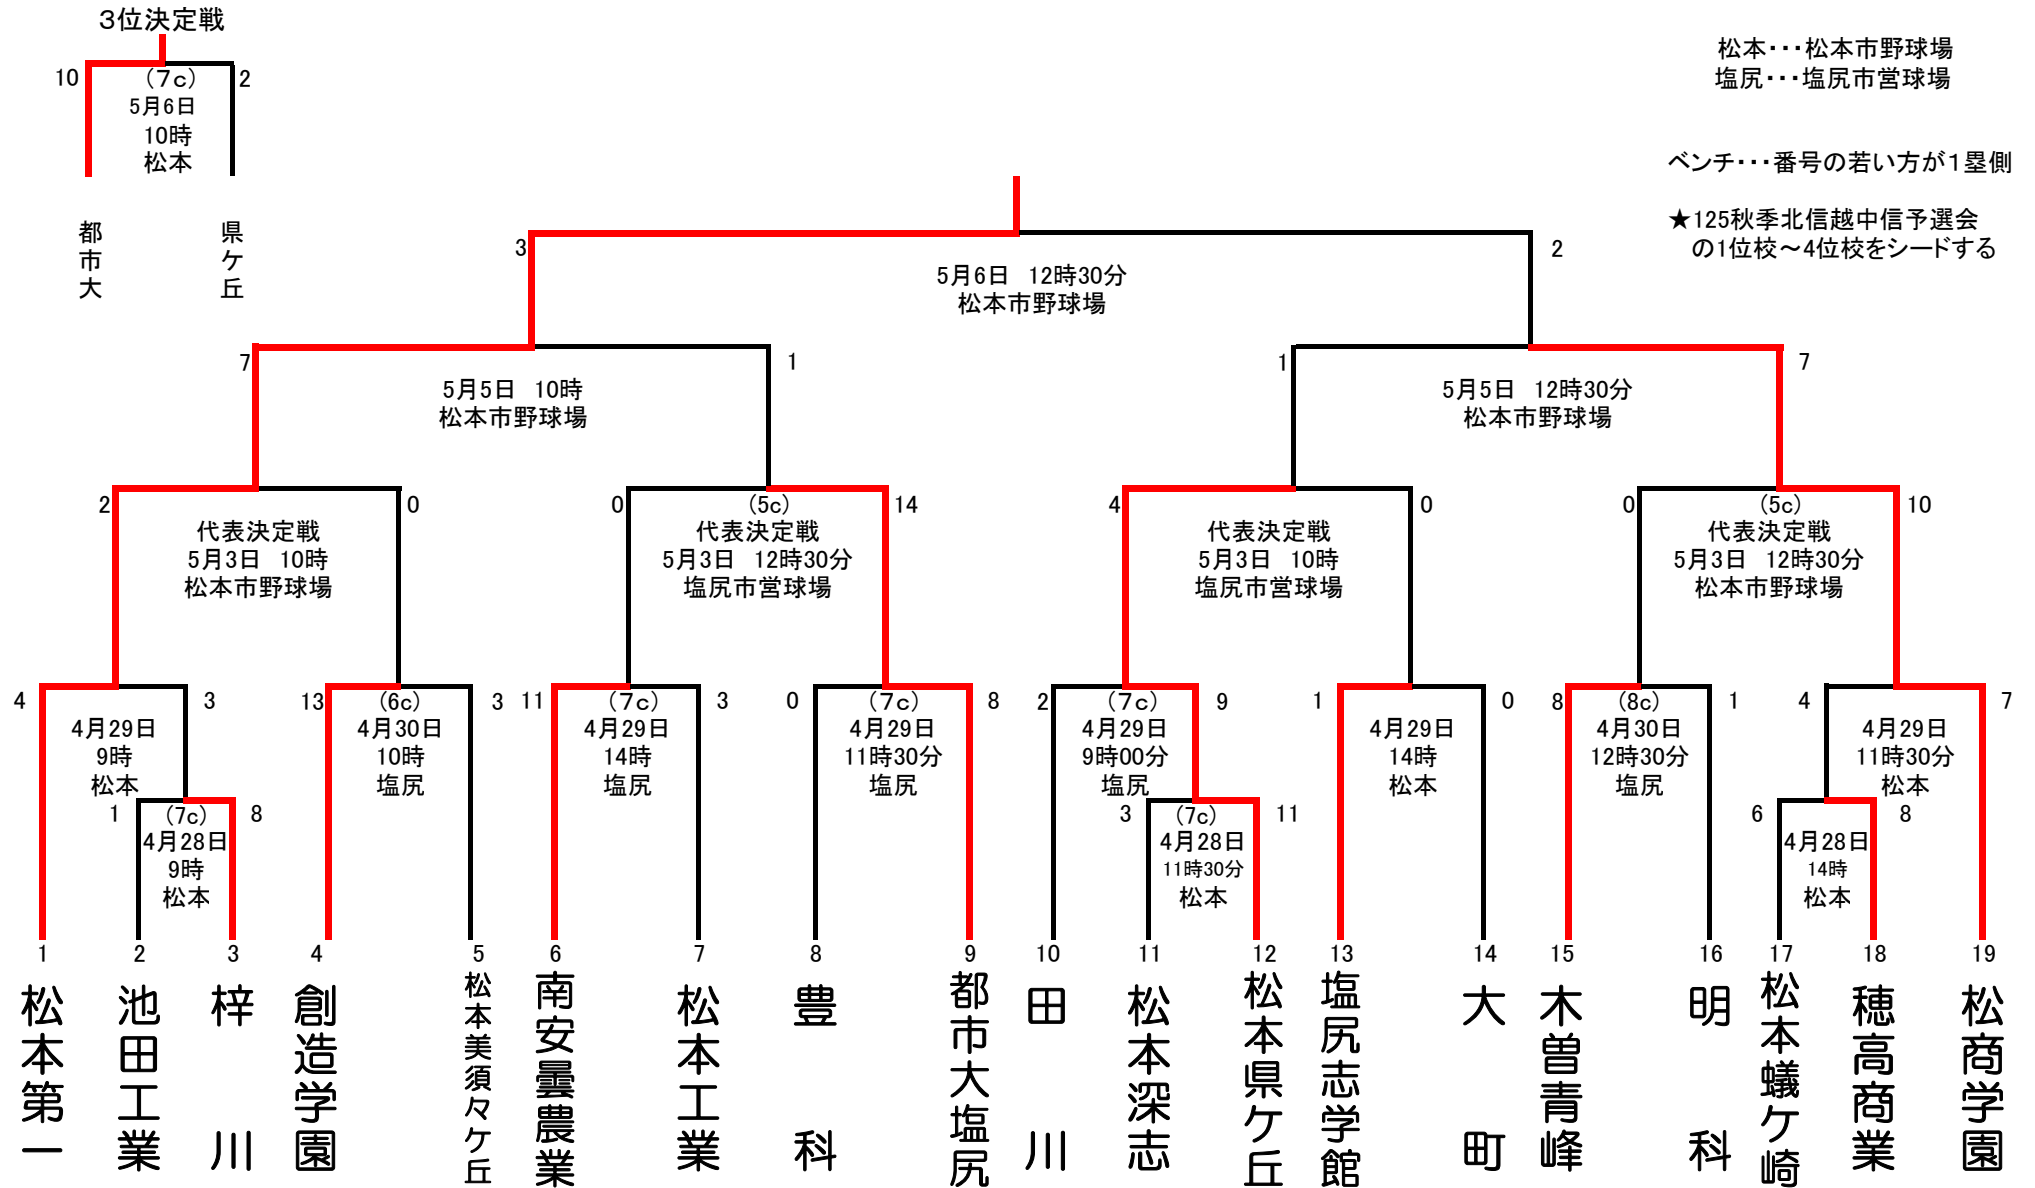 ３位決定戦
10
2
（７ｃ）
5月6日
10時
松本
都市大
県ケ丘
松本・・・松本市野球場
塩尻・・・塩尻市営球場
ベンチ・・・番号の若い方が１塁側
★125秋季北信越中信予選会
の1位校～4位校をシードする
3
2
5月6日　12時30分
松本市野球場
7
1
5月5日　10時
松本市野球場
1
7
5月5日　12時30分
松本市野球場
2
0
代表決定戦
5月3日　10時
松本市野球場
0
14
（5c）
代表決定戦
5月3日　12時30分
塩尻市営球場
4
0
代表決定戦
5月3日　10時
塩尻市営球場
0
10
（5c）
代表決定戦
5月3日　12時30分
松本市野球場
4
3
4月29日
9時
松本
13
3
（6c）
4月30日
10時
塩尻
11
3
（７ｃ）
4月29日
14時
塩尻
0
8
（７ｃ）
4月29日
11時30分
塩尻
2
9
（７ｃ）
4月29日
9時00分
塩尻
1
0
4月29日
14時
松本
8
1
（8c）
4月30日
12時30分
塩尻
4
7
4月29日
11時30分
松本
1
8
（7c）
4月28日
9時
松本
3
11
（7c）
4月28日
11時30分
松本
6
8
4月28日
14時
松本
1
松本第一
2
池田工業
3
梓川
4
創造学園
5
松本美須々ケ丘
6
南安曇農業
7
松本工業
8
豊科
9
都市大塩尻
10
田川
11
松本深志
12
松本県ケ丘
13
塩尻志学館
14
大町
15
木曽青峰
16
明科
17
松本蟻ケ崎
18
穂高商業
19
松商学園